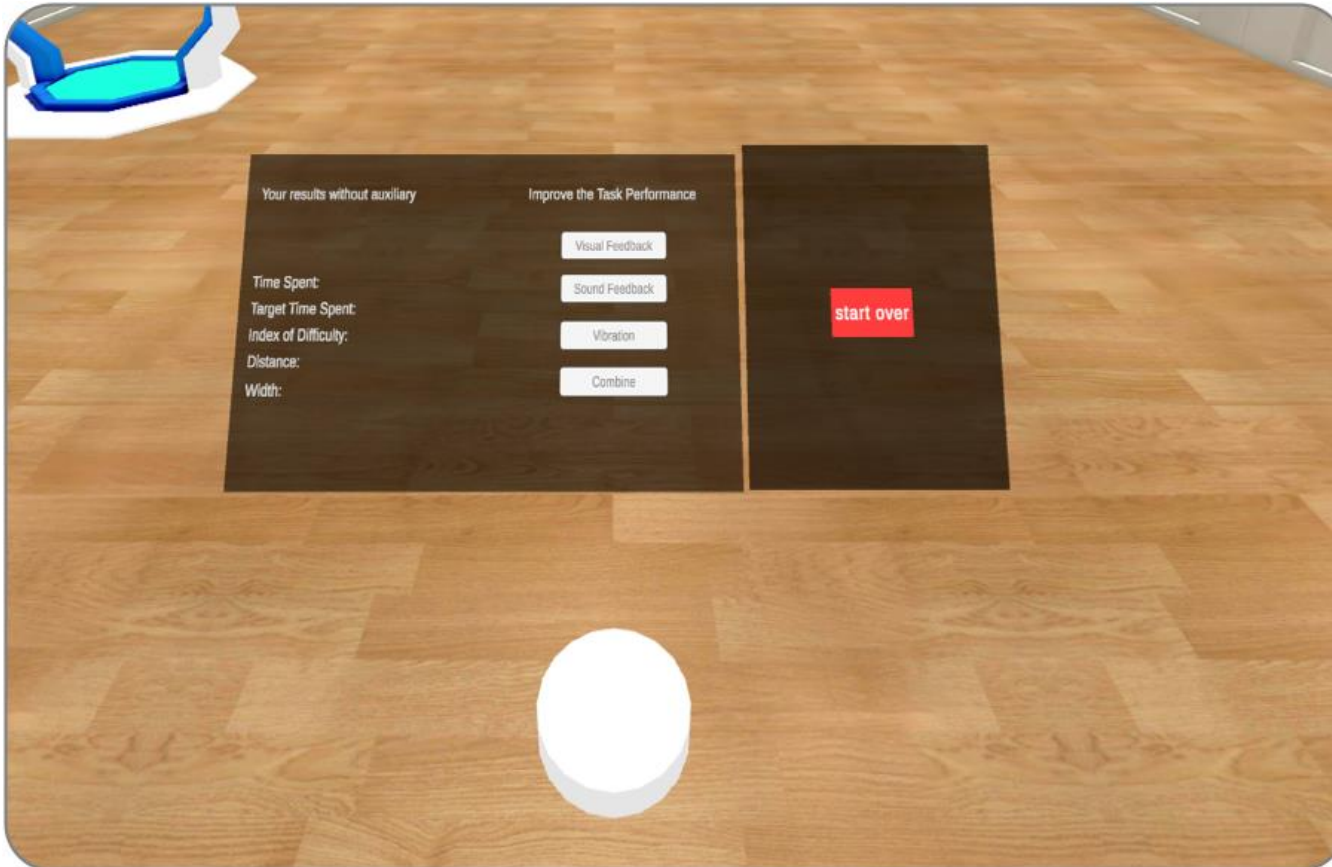 Your results without auxiliary
Time Spent:
Target Time Spent:
Index of Difficulty:
Distance:
Width:
Improve the Task Performance
Visual Feedback
Sound Feedback
Vibration
Combine
start over